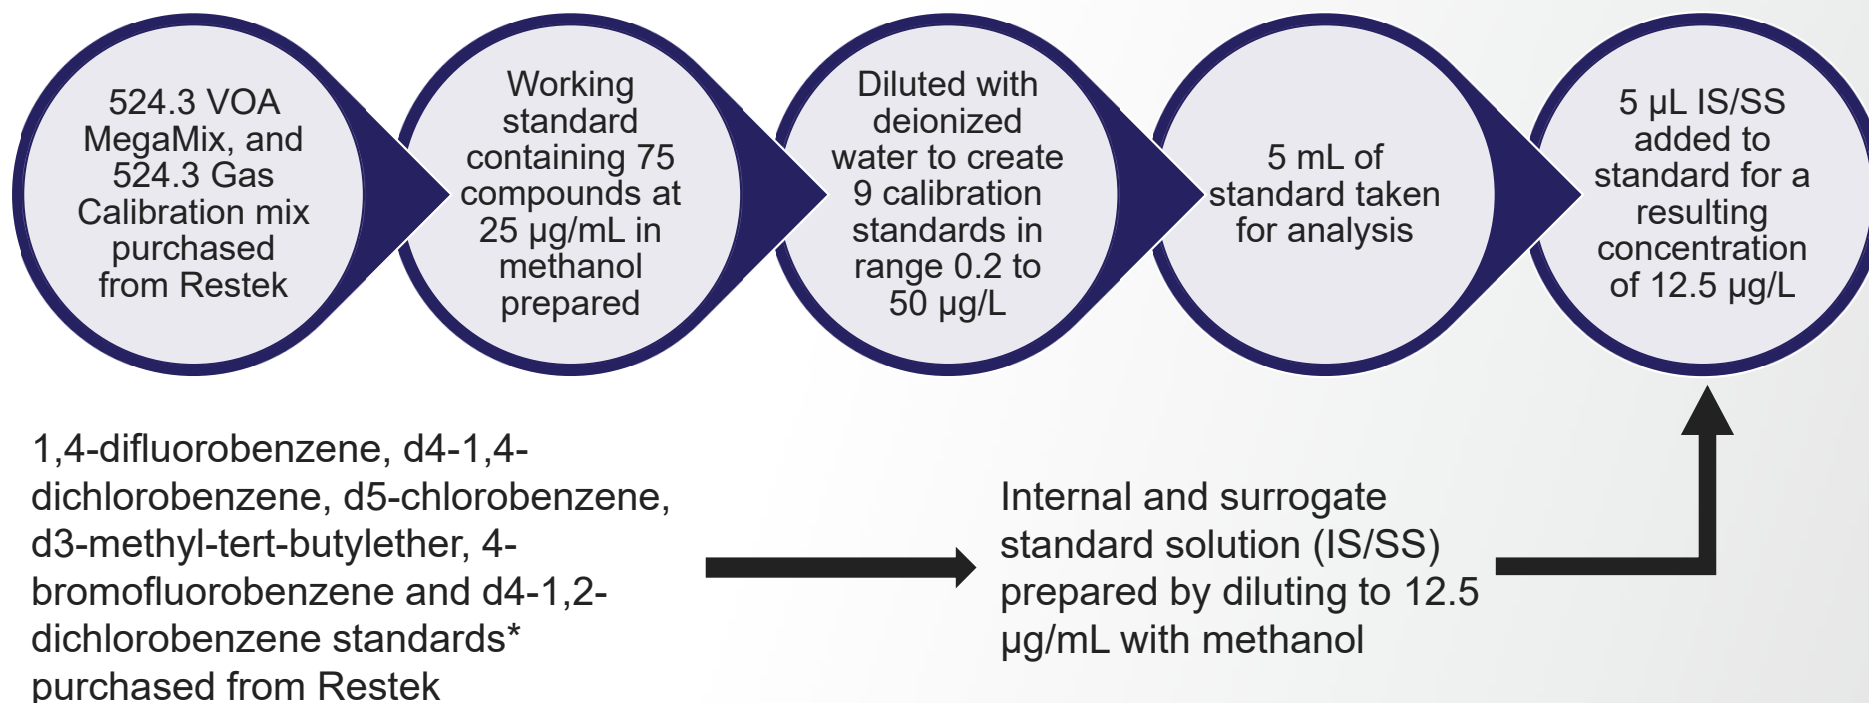 524.3 VOA
MegaMix, and
524.3 Gas
Calibration mix
purchased
from Restek
Working
standard
containing 75
compounds at
25 µg/mL in
methanol
prepared
Diluted with
deionized
water to create
9 calibration
standards in
range 0.2 to
50 µg/L
5 mL of
standard taken
for analysis
5 µL IS/SS
added to
standard for a
resulting
concentration
of 12.5 µg/L
1,4-difluorobenzene, d4-1,4-
dichlorobenzene, d5-chlorobenzene,
d3-methyl-tert-butylether, 4-
bromofluorobenzene and d4-1,2-
dichlorobenzene standards*
purchased from Restek
Internal and surrogate
standard solution (IS/SS)
prepared by diluting to 12.5
µg/mL with methanol